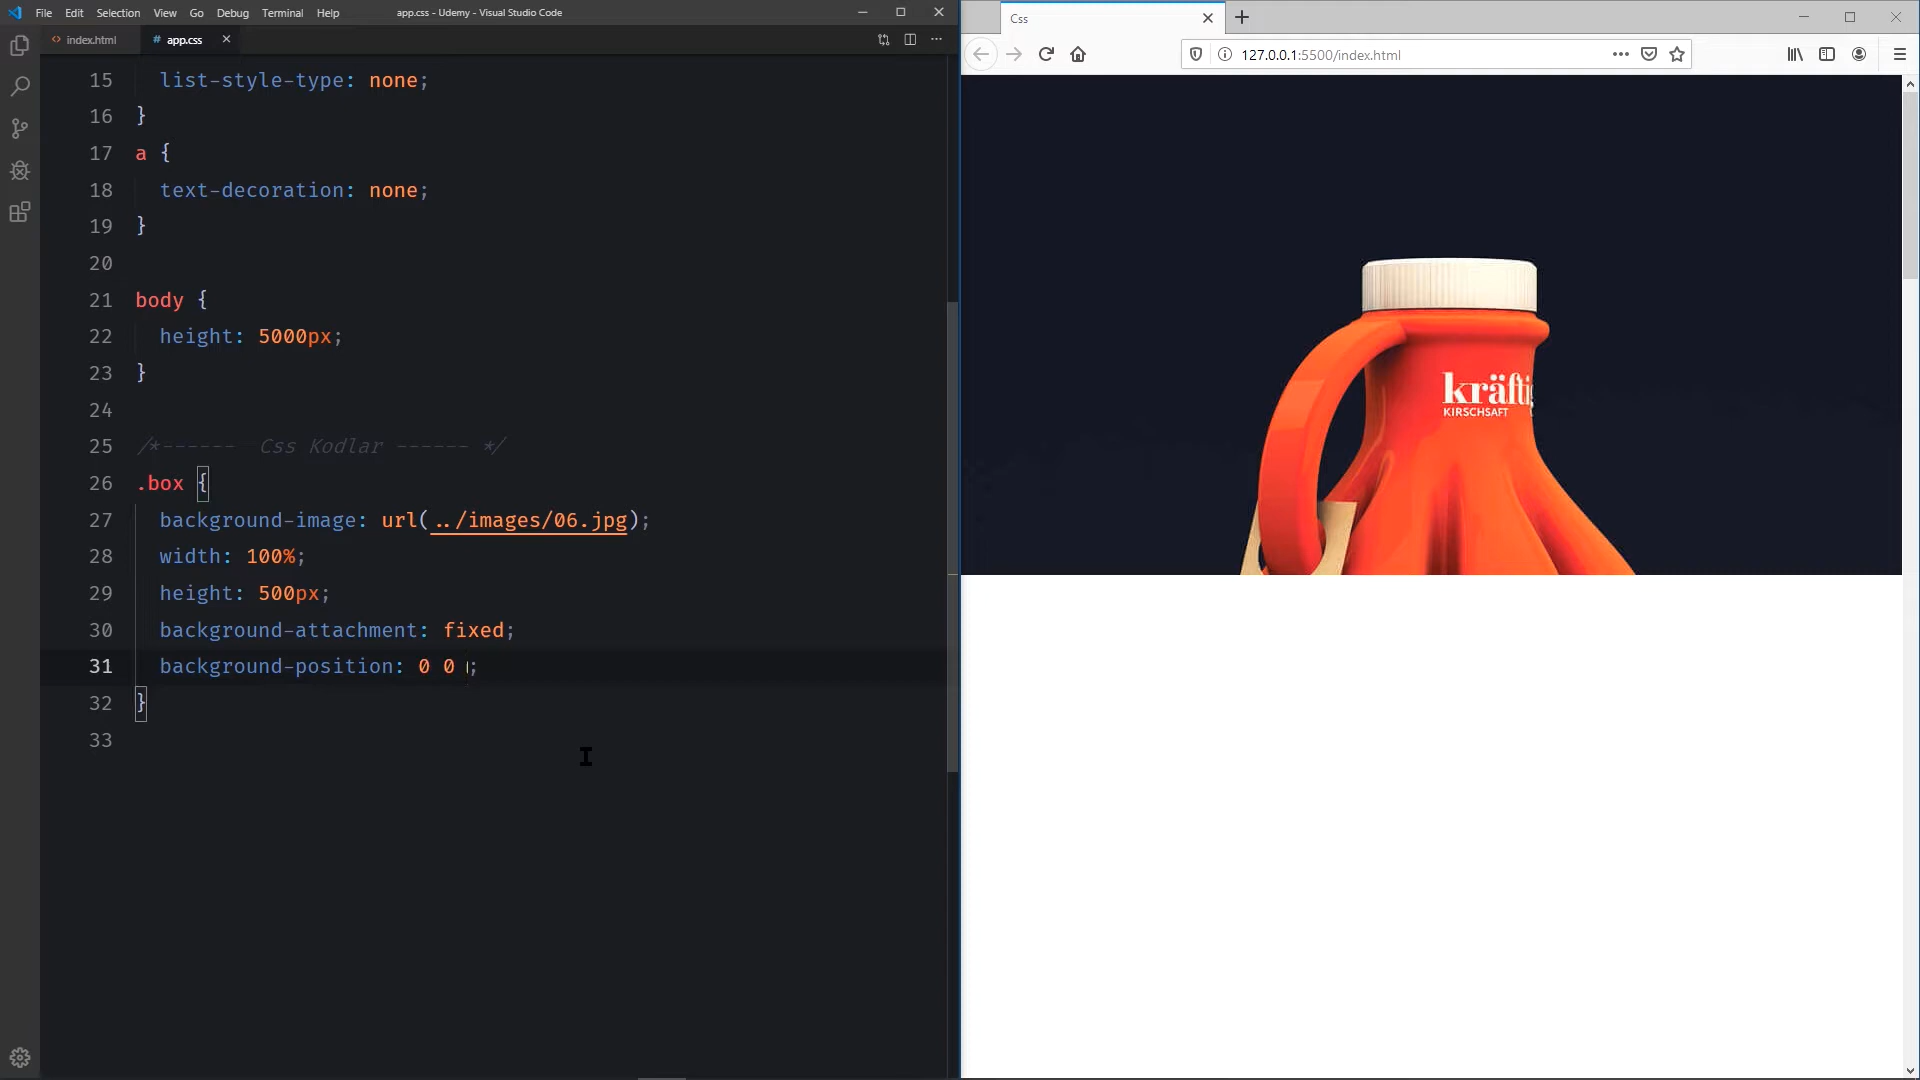 File Edit Selection View Go Debug Terminal Help
app.css - Udemy - Visual Studio Code
index.html
# app.css
15 list-style-type: none;
16 }
17 a {
18 text-decoration: none;
19 }
20
21 body {
22 height: 5000px;
23 }
24
25 /*------ Css Kodlar ------ */
26 .box {
27 background-image: url(../images/06.jpg);
28 width: 100%;
29 height: 500px;
30 background-attachment: fixed;
31 background-position: 0 0 ;
32 }
33
Css
127.0.0.1:5500/index.html
kräftig
KIRSCHSAFT